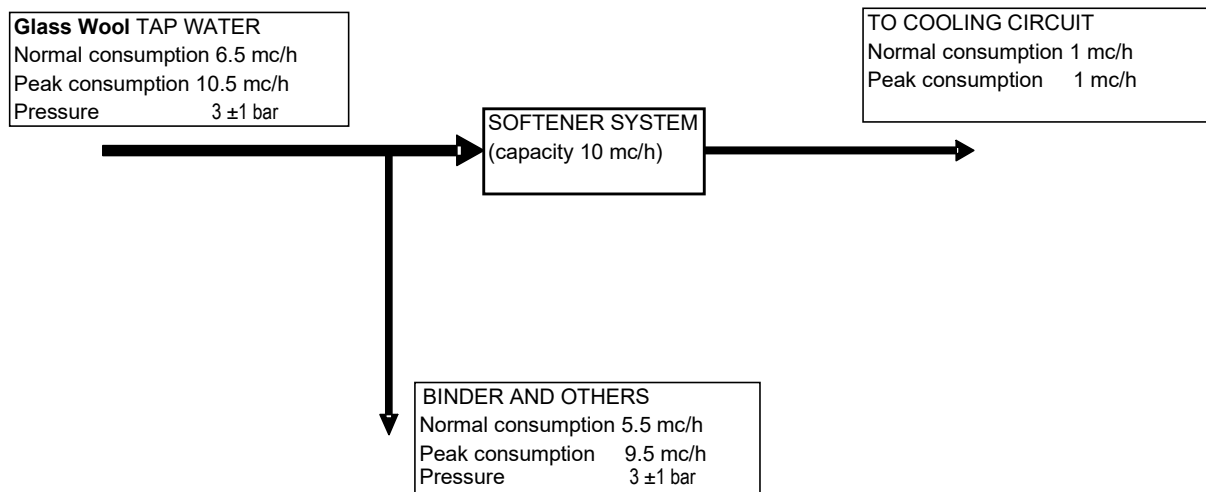 Glass Wool TAP WATER
Normal consumption 6.5 mc/h
Peak consumption 10.5 mc/h
Pressure 3 ±1 bar
TO COOLING CIRCUIT
Normal consumption 1 mc/h
Peak consumption 1 mc/h
SOFTENER SYSTEM
(capacity 10 mc/h)
BINDER AND OTHERS
Normal consumption 5.5 mc/h
Peak consumption 9.5 mc/h
Pressure 3 ±1 bar